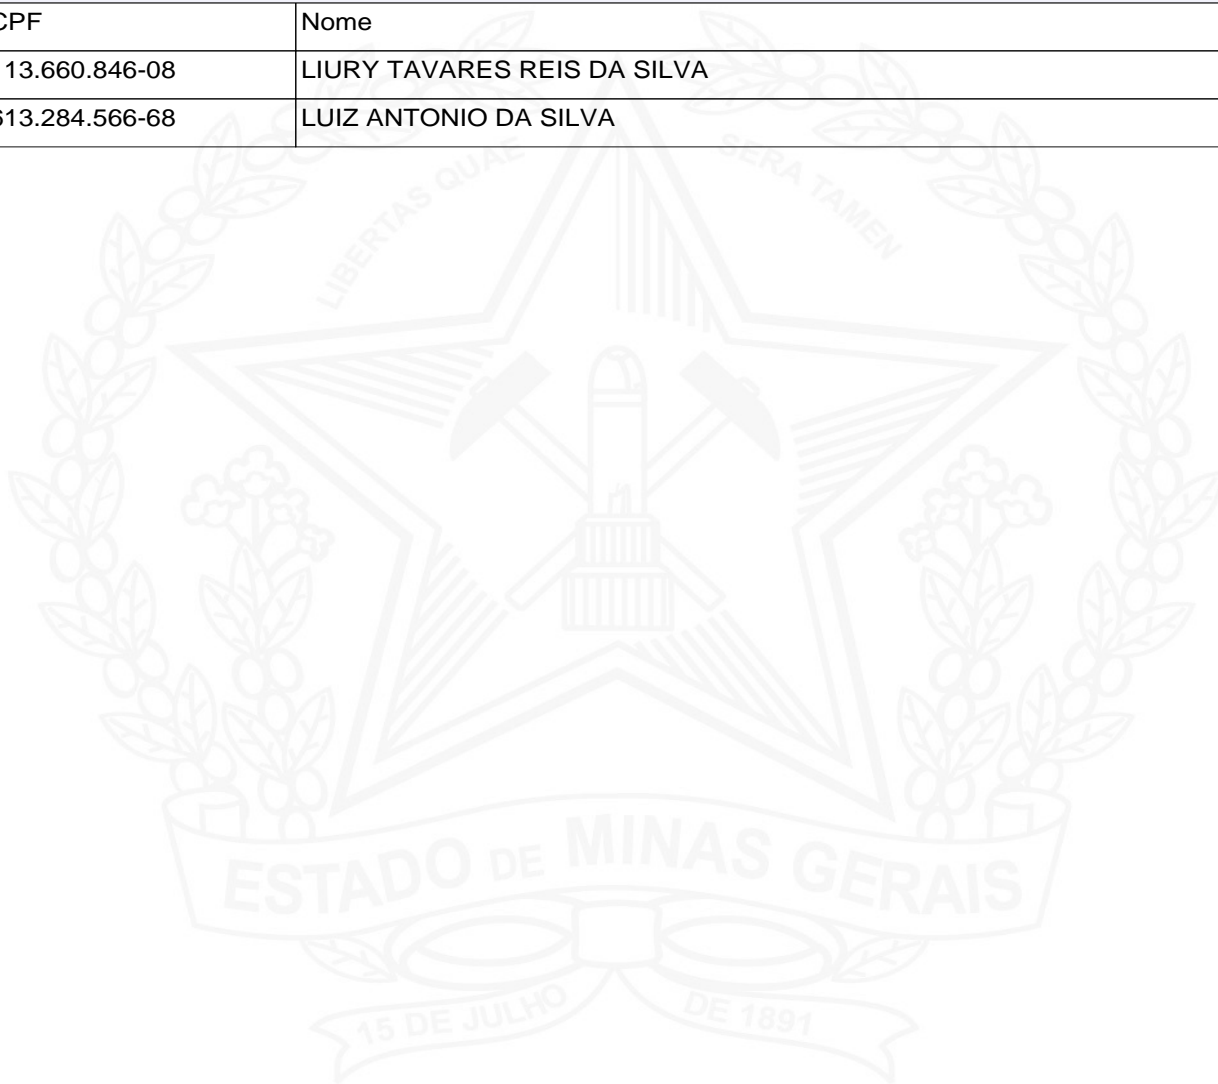 CPF Nome
13.660.846-08 LIURY TAVARES REIS DA SILVA
613.284.566-68 LUIZ ANTONIO DA SILVA
LIBERTAS QUAE SERA TAMEN
ESTADO DE MINAS GERAIS
15 DE JULHO DE 1891